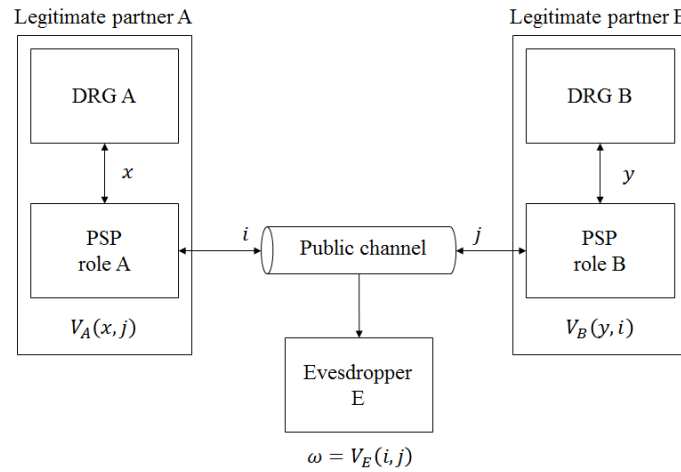 Legitimate partner A
Legitimate partner B
DRG A
DRG B
x
y
PSP
role A
i
Public channel
j
PSP
role B
V_A(x, j)
V_B(y, i)
Evesdropper
E
ω = V_E(i, j)